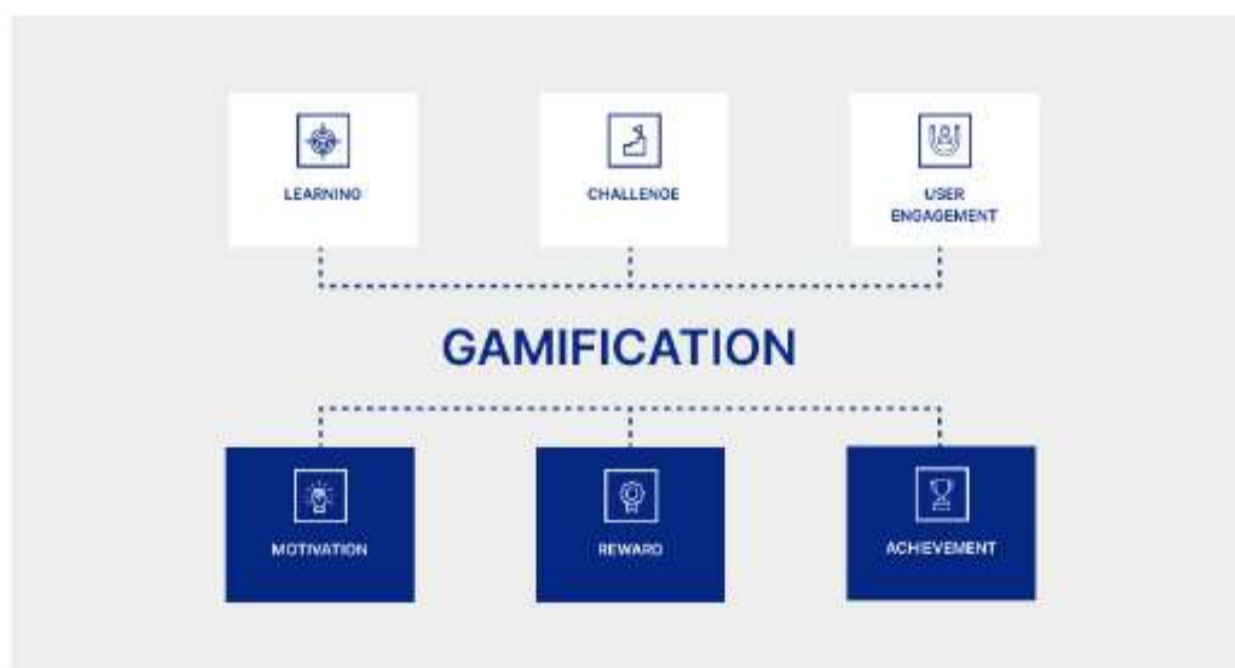 LEARNING
CHALLENGE
USER
ENGAGEMENT
GAMIFICATION
MOTIVATION
REWARD
ACHIEVEMENT